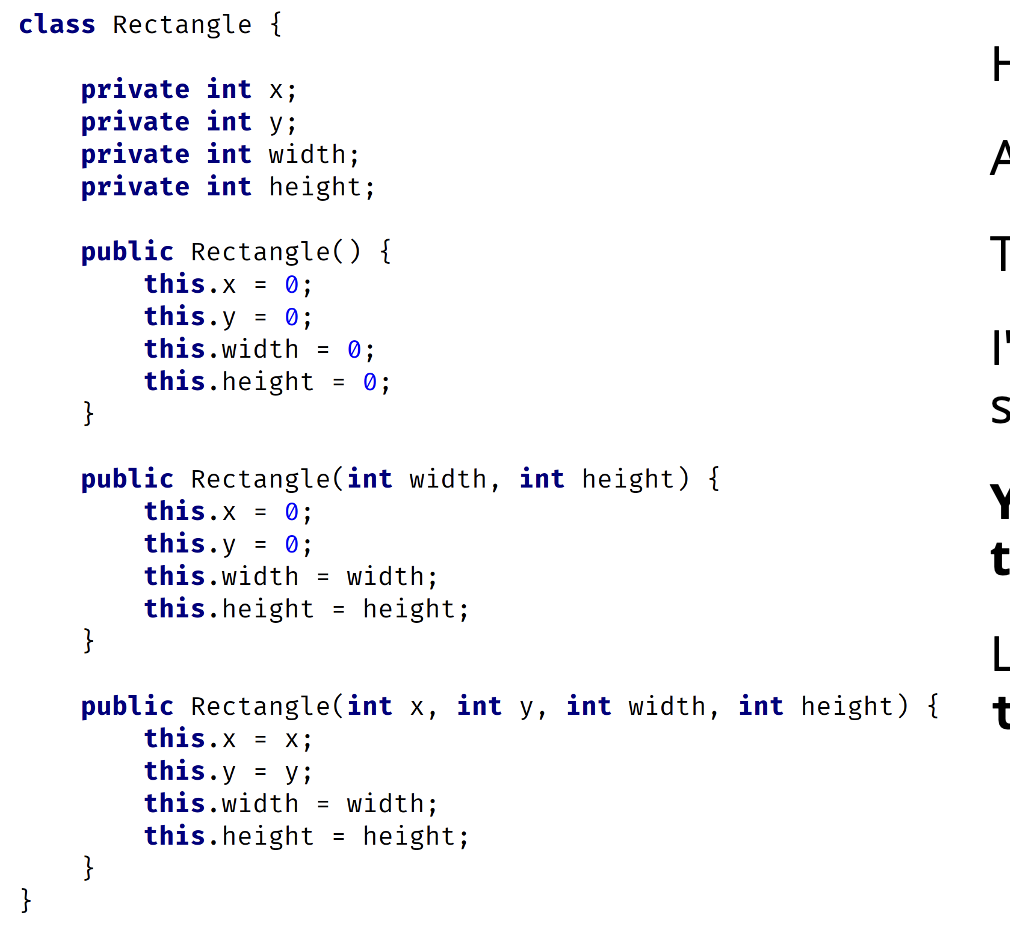 class Rectangle {
private int x;
private int y;
private int width;
private int height;
public Rectangle() {
this.x = 0;
this.y = 0;
this.width = 0;
this.height = 0;
}
public Rectangle(int width, int height) {
this.x = 0;
this.y = 0;
this.width = width;
this.height = height;
}
public Rectangle(int x, int y, int width, int height) {
this.x = x;
this.y = y;
this.width = width;
this.height = height;
}
}